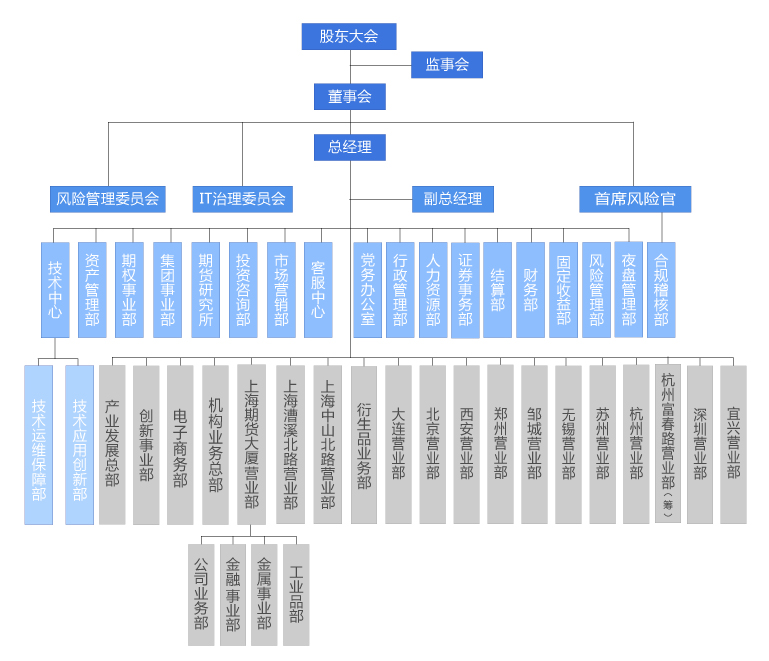 股东大会
监事会
董事会
总经理
风险管理委员会
IT治理委员会
副总经理
首席风险官
技术中心
资产管理部
期权事业部
集团事业部
期货研究所
投资咨询部
市场营销部
客服中心
党务办公室
行政管理部
人力资源部
证券事务部
结算部
财务部
固定收益部
风险管理部
夜盘管理部
合规稽核部
技术运维保障部
技术应用创新部
产业发展总部
创新事业部
电子商务部
机构业务总部
上海期货大厦营业部
上海漕溪北路营业部
上海中山北路营业部
衍生品业务部
大连营业部
北京营业部
西安营业部
郑州营业部
邹城营业部
无锡营业部
苏州营业部
杭州营业部
杭州富春路营业部（筹）
深圳营业部
宜兴营业部
公司业务部
金融事业部
金属事业部
工业品部